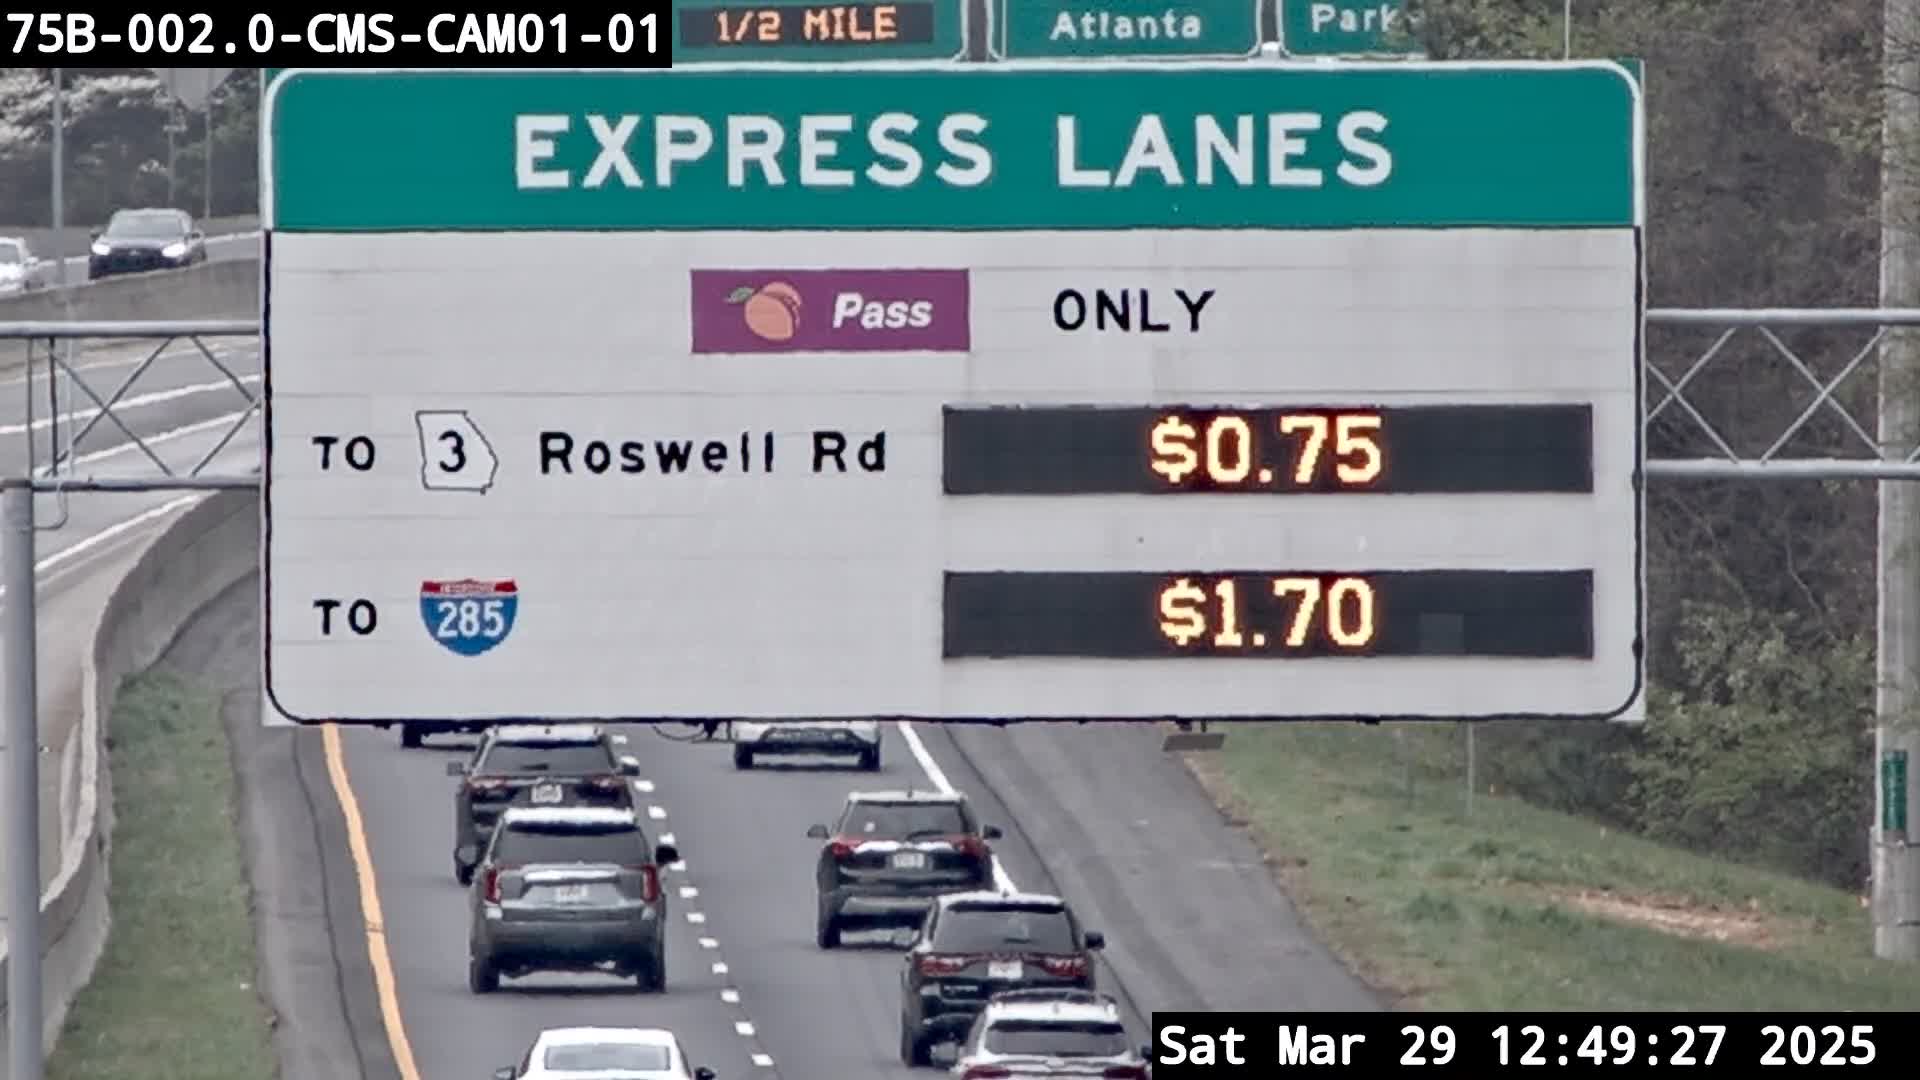 75B-002.0-CMS-CAM01-01
1/2 MILE
Atlanta
Park
EXPRESS LANES
Pass ONLY
TO 3 Roswell Rd $0.75
TO 285 $1.70
Sat Mar 29 12:49:27 2025